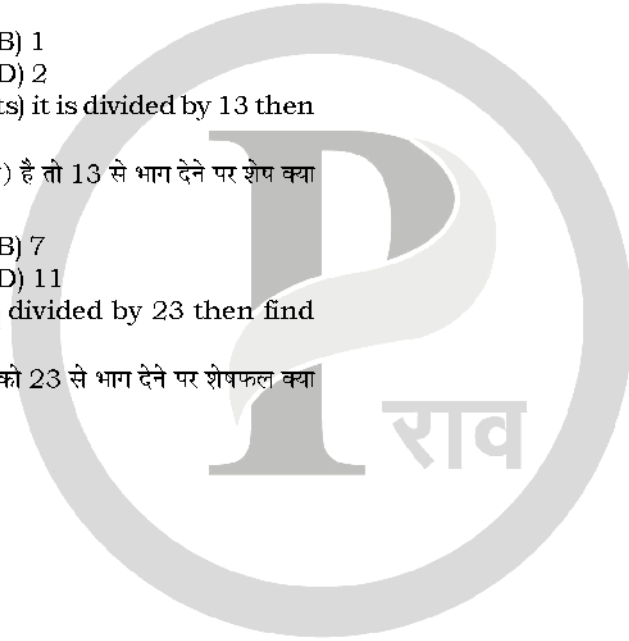 B) 1
D) 2
ts) it is divided by 13 then
) है तो 13 से भाग देने पर शेष क्या
B) 7
D) 11
divided by 23 then find
को 23 से भाग देने पर शेषफल क्या
राव